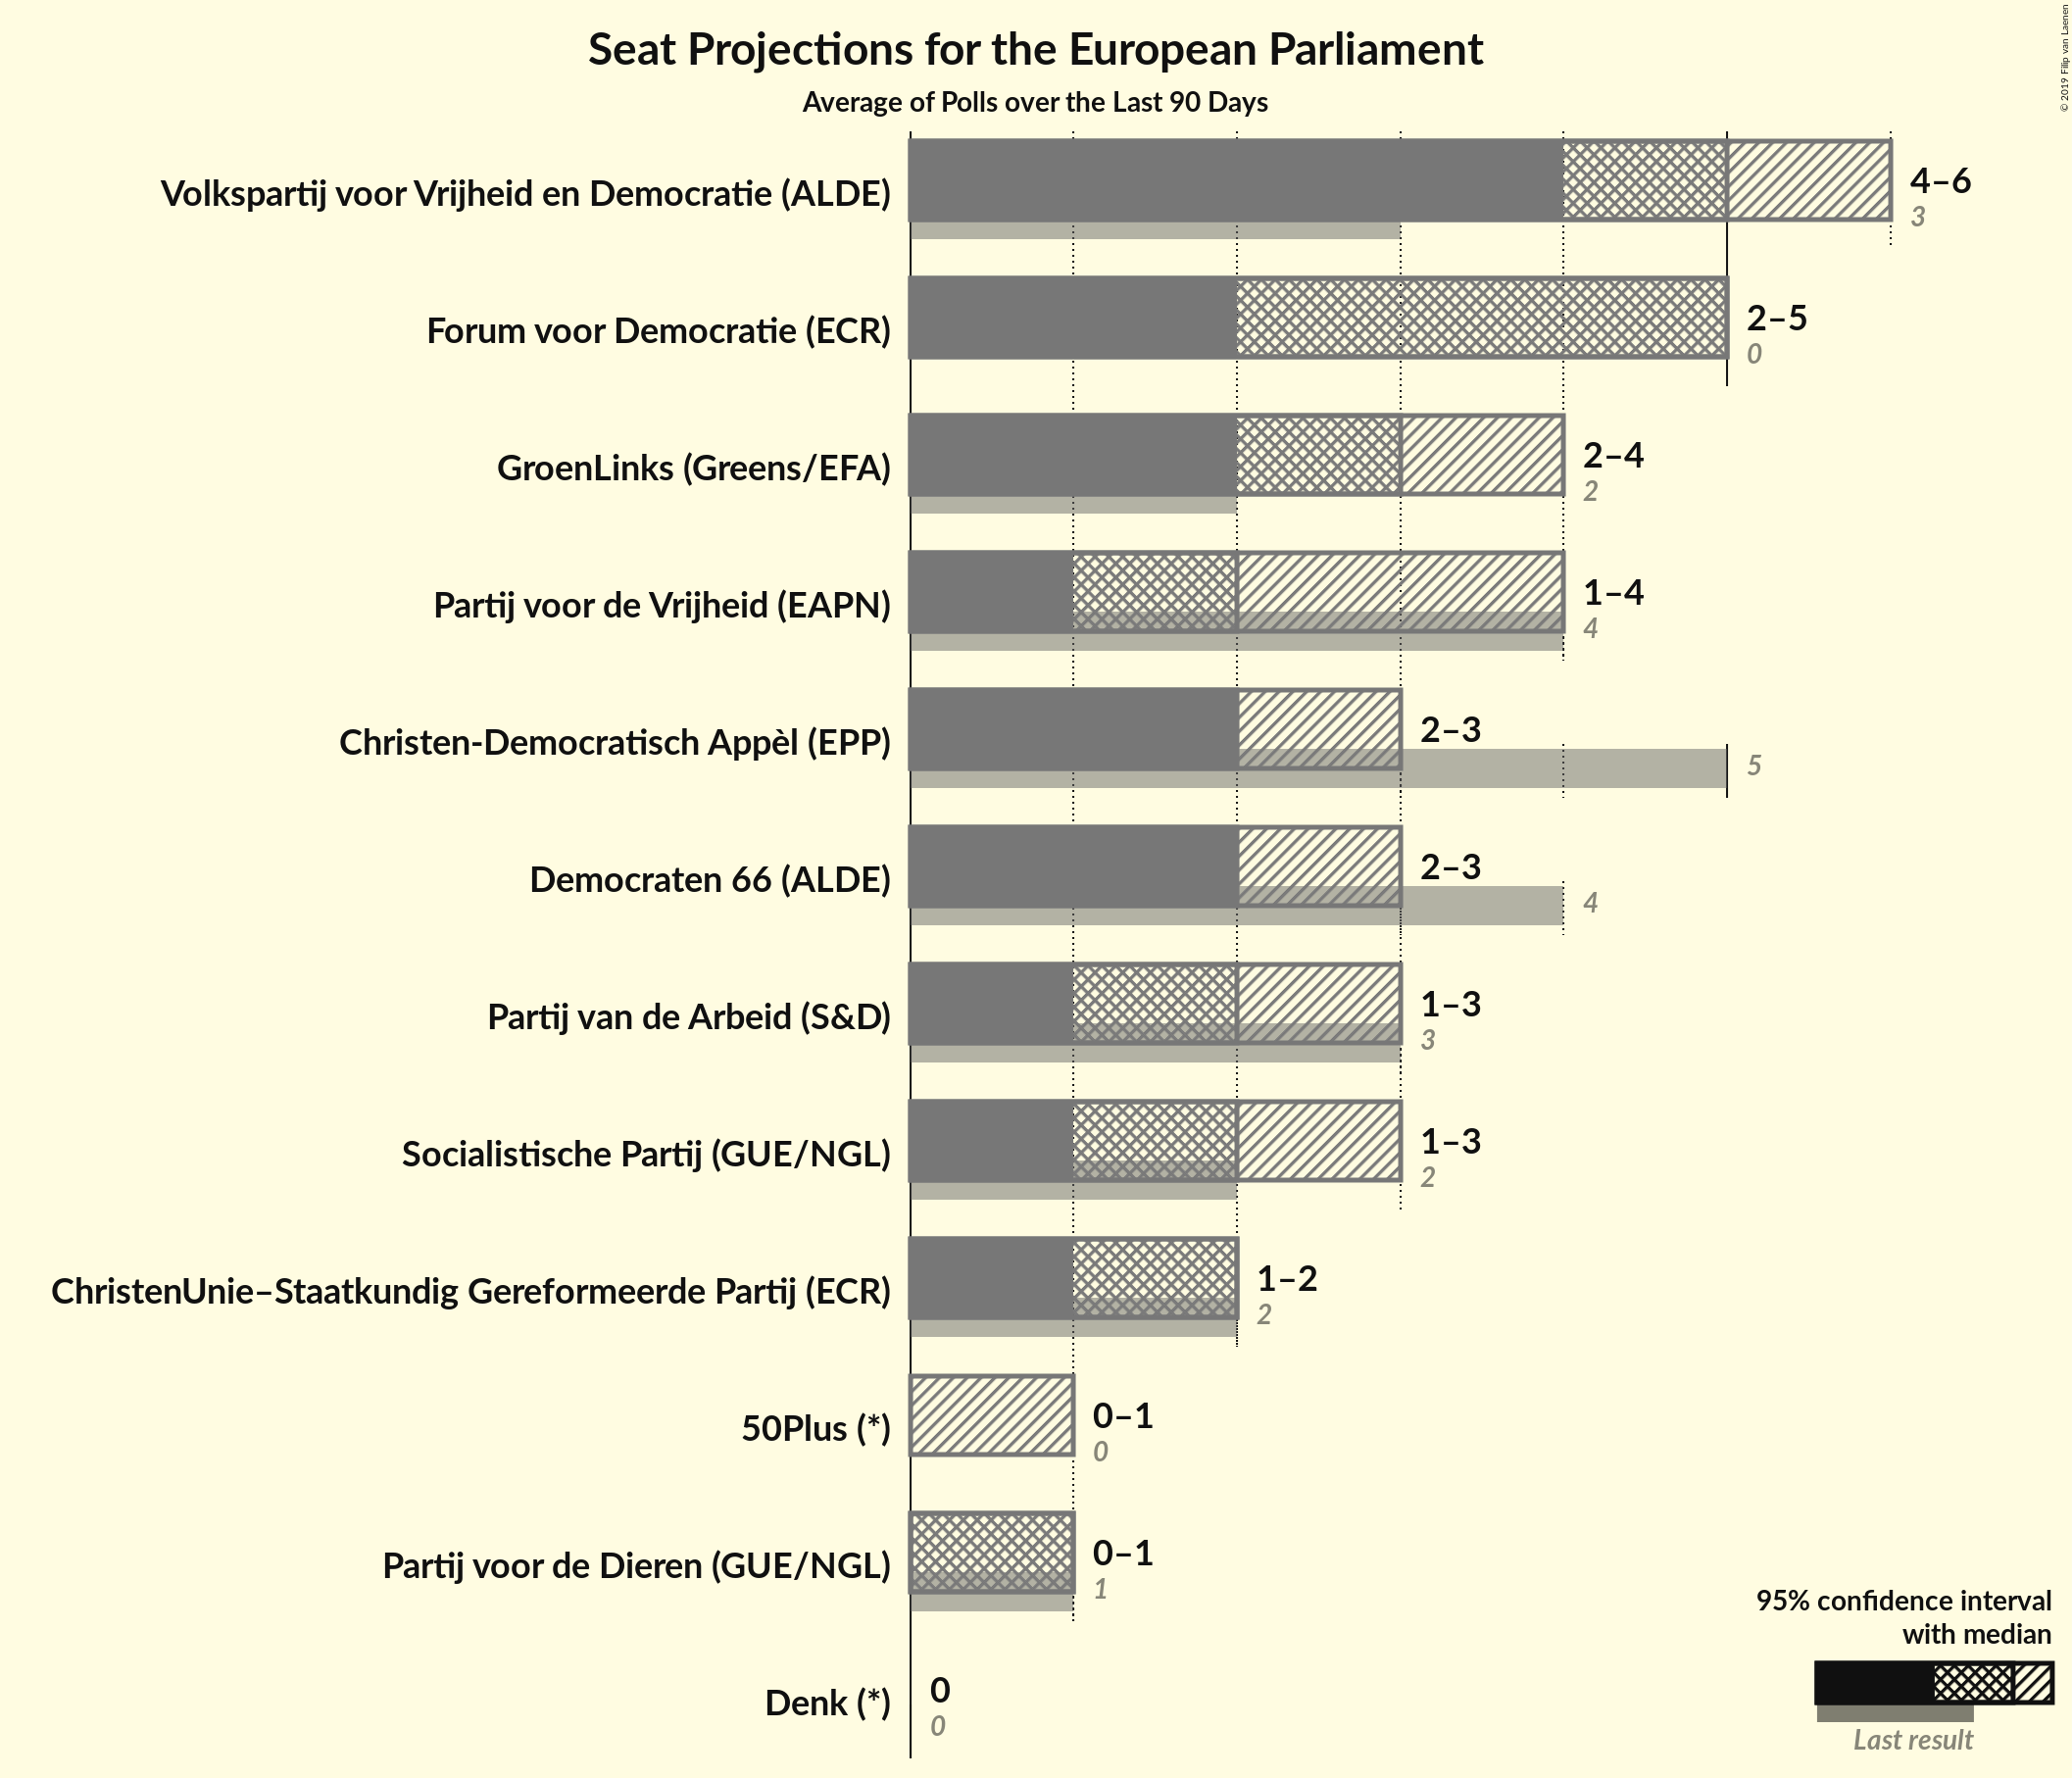 Seat Projections for the European Parliament
Average of Polls over the Last 90 Days
© 2019 Filip van Laenen
Volkspartij voor Vrijheid en Democratie (ALDE)
4–6
3
Forum voor Democratie (ECR)
2–5
0
GroenLinks (Greens/EFA)
2–4
2
Partij voor de Vrijheid (EAPN)
1–4
4
Christen-Democratisch Appèl (EPP)
2–3
5
Democraten 66 (ALDE)
2–3
4
Partij van de Arbeid (S&D)
1–3
3
Socialistische Partij (GUE/NGL)
1–3
2
ChristenUnie–Staatkundig Gereformeerde Partij (ECR)
1–2
2
50Plus (*)
0–1
0
Partij voor de Dieren (GUE/NGL)
0–1
1
Denk (*)
0
0
95% confidence interval
with median
Last result